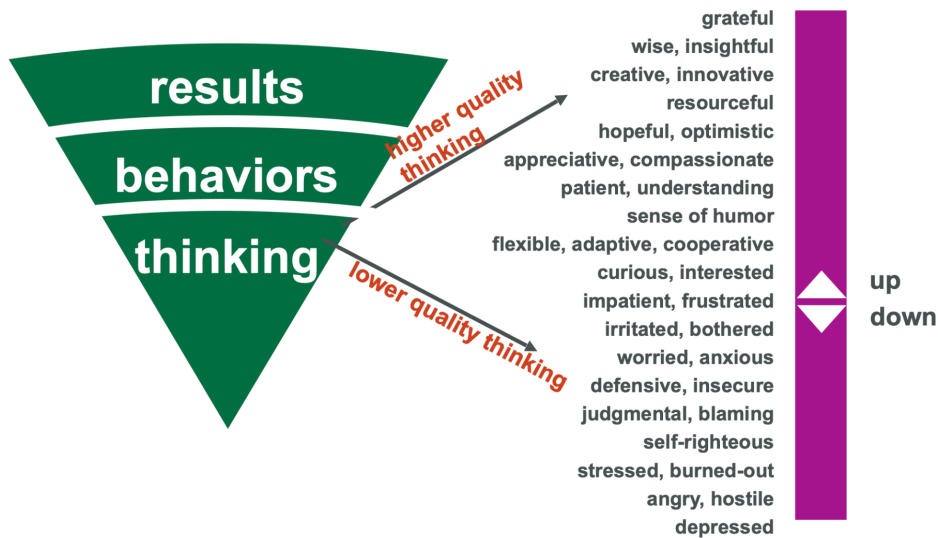 results
behaviors
thinking
higher quality
thinking
lower quality thinking
grateful
wise, insightful
creative, innovative
resourceful
hopeful, optimistic
appreciative, compassionate
patient, understanding
sense of humor
flexible, adaptive, cooperative
curious, interested
impatient, frustrated
irritated, bothered
worried, anxious
defensive, insecure
judgmental, blaming
self-righteous
stressed, burned-out
angry, hostile
depressed
up
down